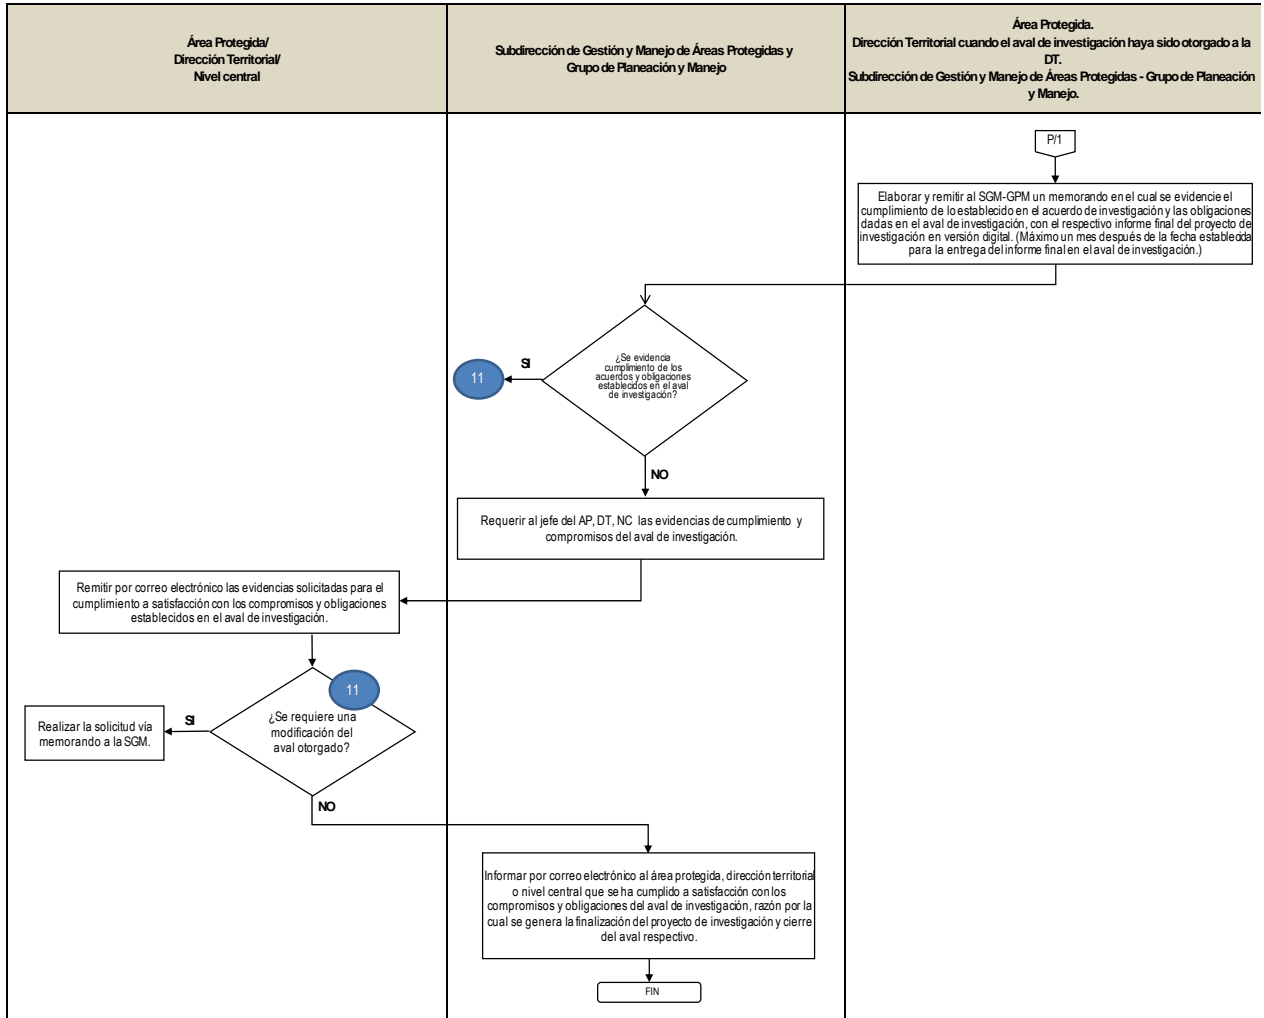 Área Protegida/
Dirección Territorial/
Nivel central
Subdirección de Gestión y Manejo de Áreas Protegidas y
Grupo de Planeación y Manejo
Área Protegida.
Dirección Territorial cuando el aval de investigación haya sido otorgado a la
DT.
Subdirección de Gestión y Manejo de Áreas Protegidas - Grupo de Planeación
y Manejo.
P/1
Elaborar y remitir al SGM-GPM un memorando en el cual se evidencie el
cumplimiento de lo establecido en el acuerdo de investigación y las obligaciones
dadas en el aval de investigación, con el respectivo informe final del proyecto de
investigación en versión digital. (Máximo un mes después de la fecha establecida
para la entrega del informe final en el aval de investigación.)
¿Se evidencia
cumplimiento de los
acuerdos y obligaciones
establecidos en el aval
de investigación?
SI
11
NO
Requerir al jefe del AP, DT, NC las evidencias de cumplimiento y
compromisos del aval de investigación.
Remitir por correo electrónico las evidencias solicitadas para el
cumplimiento a satisfacción con los compromisos y obligaciones
establecidos en el aval de investigación.
11
¿Se requiere una
modificación del
aval otorgado?
SI
Realizar la solicitud vía
memorando a la SGM.
NO
Informar por correo electrónico al área protegida, dirección territorial
o nivel central que se ha cumplido a satisfacción con los
compromisos y obligaciones del aval de investigación, razón por la
cual se genera la finalización del proyecto de investigación y cierre
del aval respectivo.
FIN